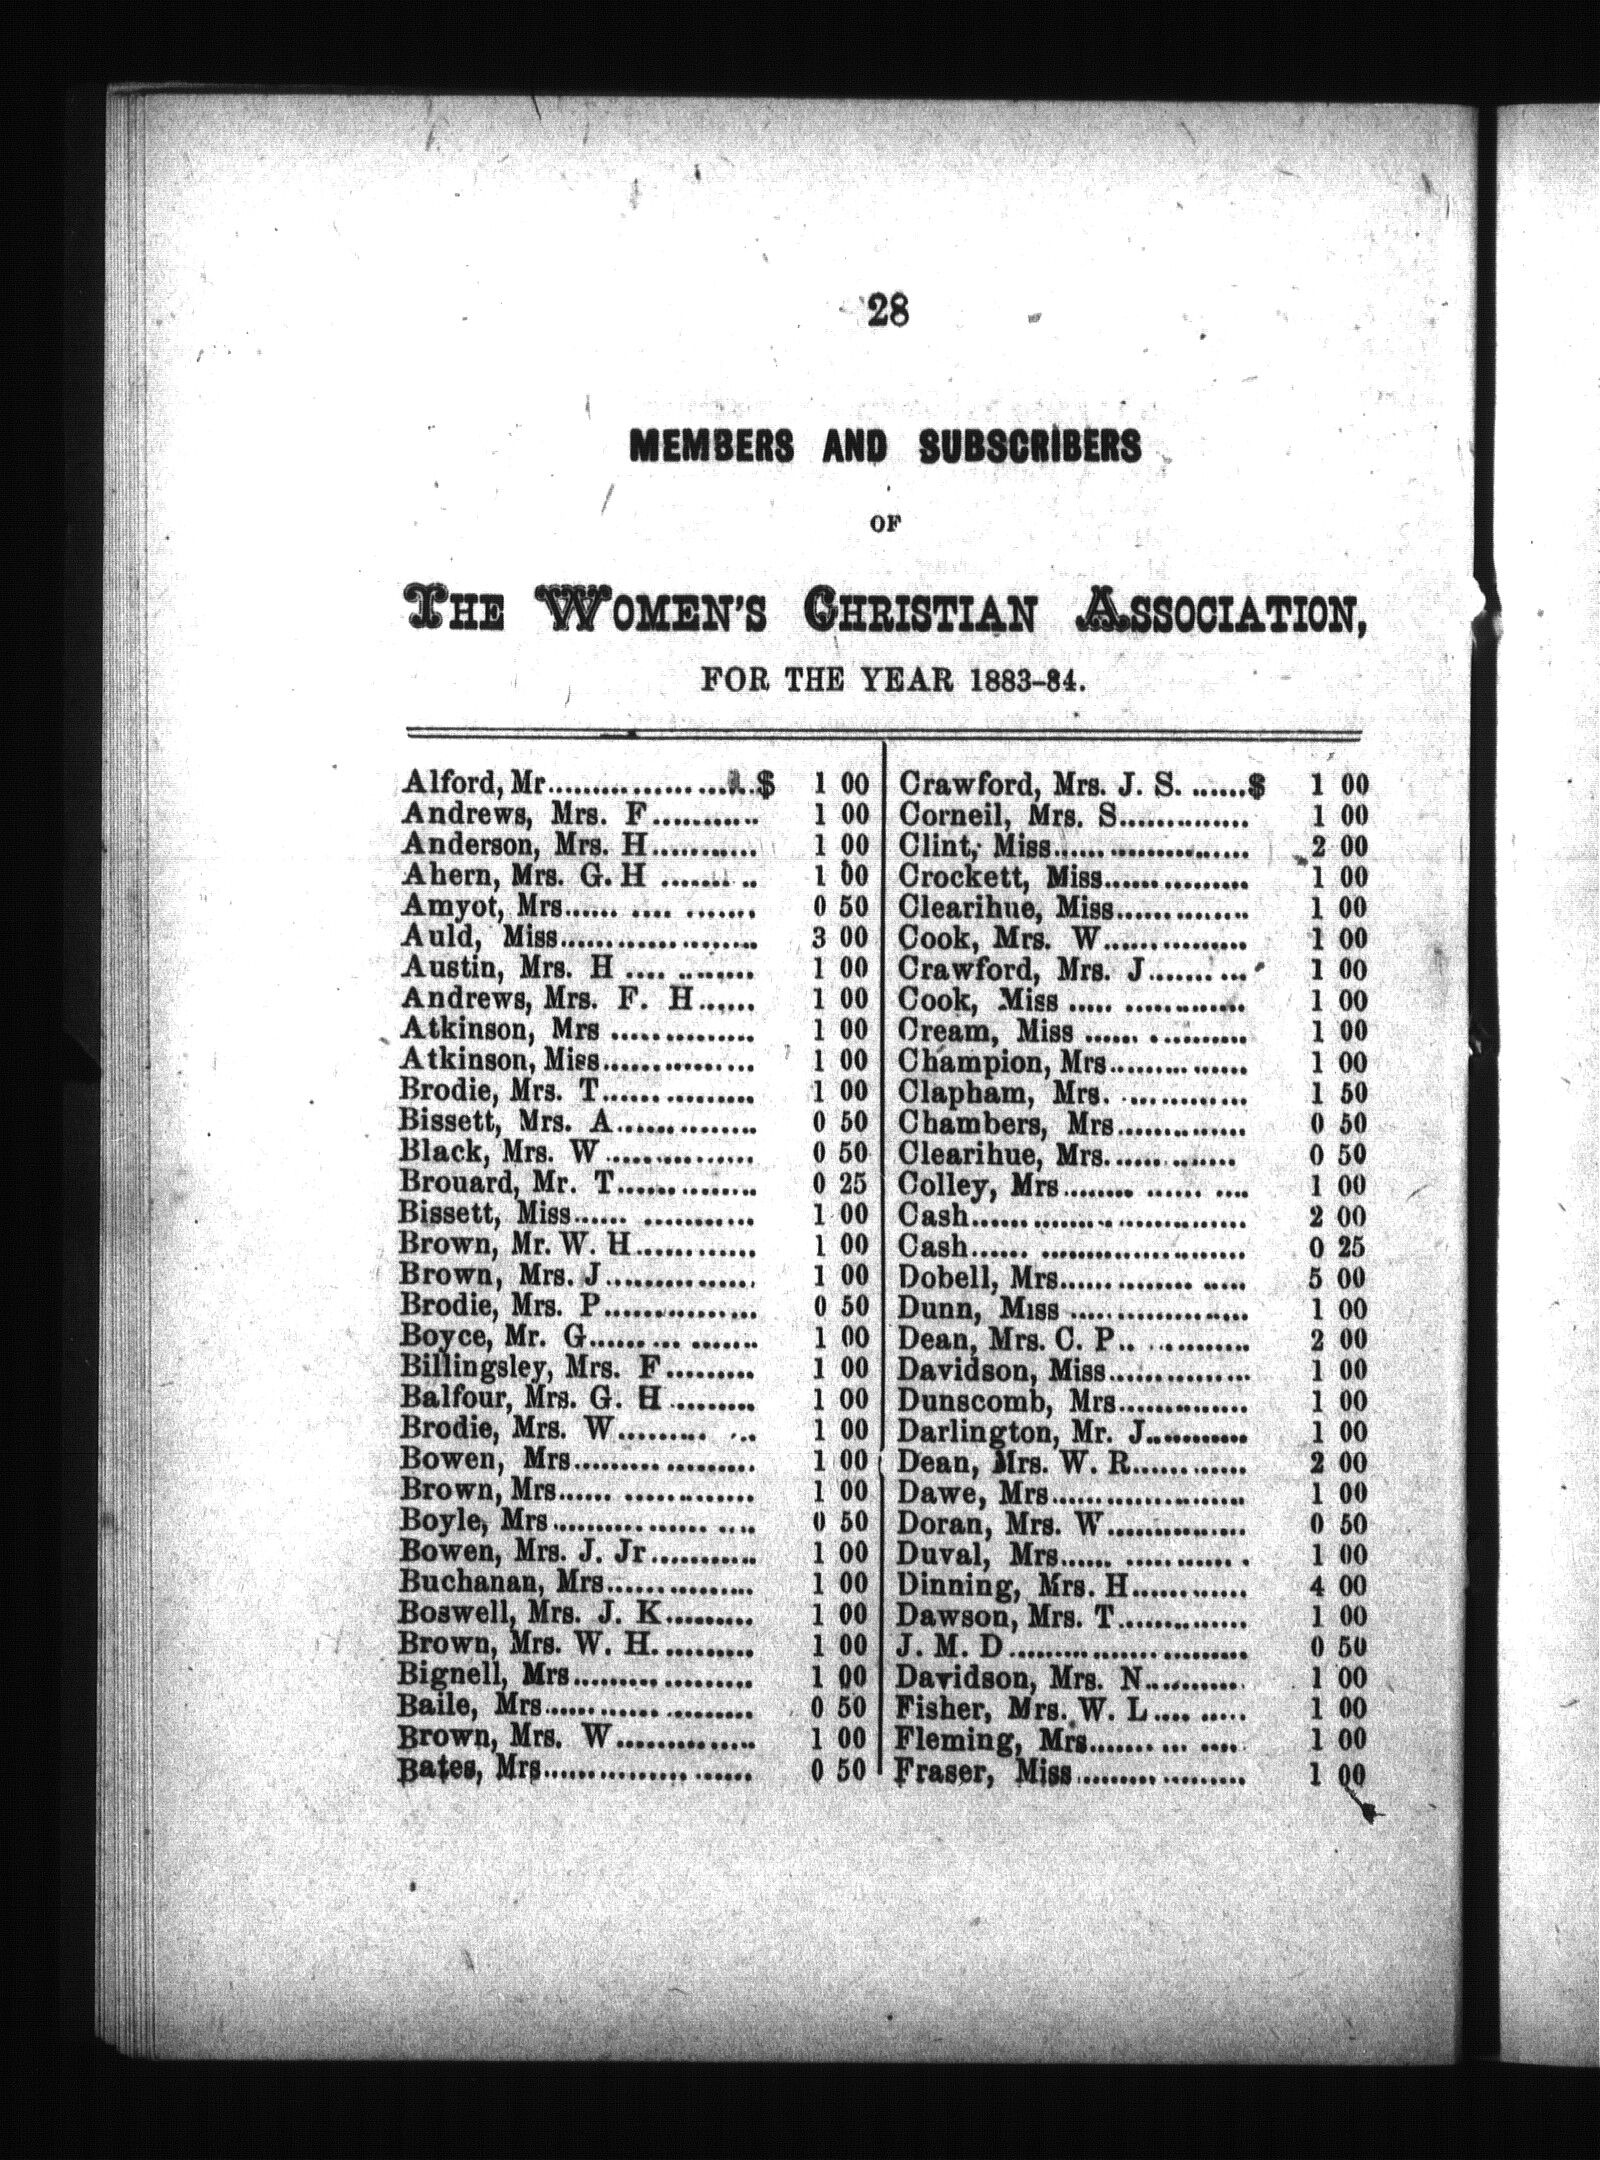 28
MEMBERS AND SUBSCRIBERS
OF
THE WOMEN'S CHRISTIAN ASSOCIATION,
FOR THE YEAR 1883-84.
Alford, Mr.......................$ 1 00
Andrews, Mrs. F........... 1 00
Anderson, Mrs. H........... 1 00
Ahern, Mrs. G. H ......... 1 00
Amyot, Mrs...... .... ....... 0 50
Auld, Miss..................... 3 00
Austin, Mrs. H .... ........ 1 00
Andrews, Mrs. F. H...... 1 00
Atkinson, Mrs ............... 1 00
Atkinson, Miss............... 1 00
Brodie, Mrs. T............... 1 00
Bissett, Mrs. A.............. 0 50
Black, Mrs. W............... 0 50
Brouard, Mr. T.............. 0 25
Bissett, Miss...... ........... 1 00
Brown, Mr. W. H............ 1 00
Brown, Mrs. J............... 1 00
Brodie, Mrs. P............... 0 50
Boyce, Mr. G...... ... ....... 1 00
Billingsley, Mrs. F......... 1 00
Balfour, Mrs. G. H ......... 1 00
Brodie, Mrs. W......... ... 1 00
Bowen, Mrs......... ......... 1 00
Brown, Mrs...... ............. 1 00
Boyle, Mrs................ .... 0 50
Bowen, Mrs. J. Jr........... 1 00
Buchanan, Mrs............... 1 00
Boswell, Mrs. J. K......... 1 00
Brown, Mrs. W. H.......... 1 00
Bignell, Mrs......... ......... 1 00
Baile, Mrs............. ......... 0 50
Brown, Mrs. W.............. 1 00
Bates, Mrs............... ...... 0 50
Crawford, Mrs. J. S. ......$ 1 00
Corneil, Mrs. S.............. 1 00
Clint, Miss...... .............. 2 00
Crockett, Miss...... ......... 1 00
Clearihue, Miss.............. 1 00
Cook, Mrs. W............... 1 00
Crawford, Mrs. J....... ... 1 00
Cook, Miss ..... ............. 1 00
Cream, Miss ...... .......... 1 00
Champion, Mrs......... ...... 1 00
Clapham, Mrs. ............. 1 50
Chambers, Mrs.............. 0 50
Clearihue, Mrs...... ....... 0 50
Colley, Mrs........ ...... .... 1 00
Cash...... ........ ............. 2 00
Cash...... ..................... 0 25
Dobell, Mrs...... ......... ..... 5 00
Dunn, Miss .................. 1 00
Dean, Mrs. C. P.. .......... 2 00
Davidson, Miss............... 1 00
Dunscomb, Mrs............. 1 00
Darlington, Mr. J........... 1 00
Dean, Mrs. W. R............ 2 00
Dawe, Mrs..................... 1 00
Doran, Mrs. W.............. 0 50
Duval, Mrs...... ........... . 1 00
Dinning, Mrs. H............ 4 00
Dawson, Mrs. T............. 1 00
J. M. D............... ......... 0 50
Davidson, Mrs. N.......... 1 00
Fisher, Mrs. W. L.... ..... 1 00
Fleming, Mrs....... ... .... 1 00
Fraser, Miss......... ......... 1 00